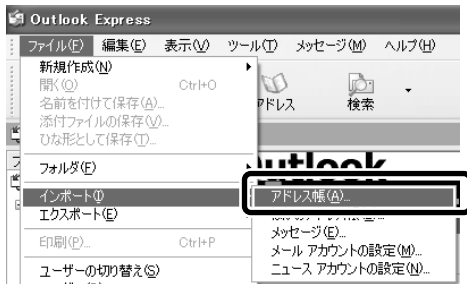 Outlook Express
ファイル(F) 編集(E) 表示(V) ツール(T) メッセージ(M) ヘルプ(H)
新規作成(N)
開く(O) Ctrl+O
名前を付けて保存(A)...
添付ファイルの保存(V)...
ひな形として保存(T)...
フォルダ(F)
インポート(I)
エクスポート(E)
印刷(P)... Ctrl+P
ユーザーの切り替え(S)
ドレス 検索
アドレス帳(A)...
メッセージ(E)...
メール アカウントの設定(M)...
ニュース アカウントの設定(N)...